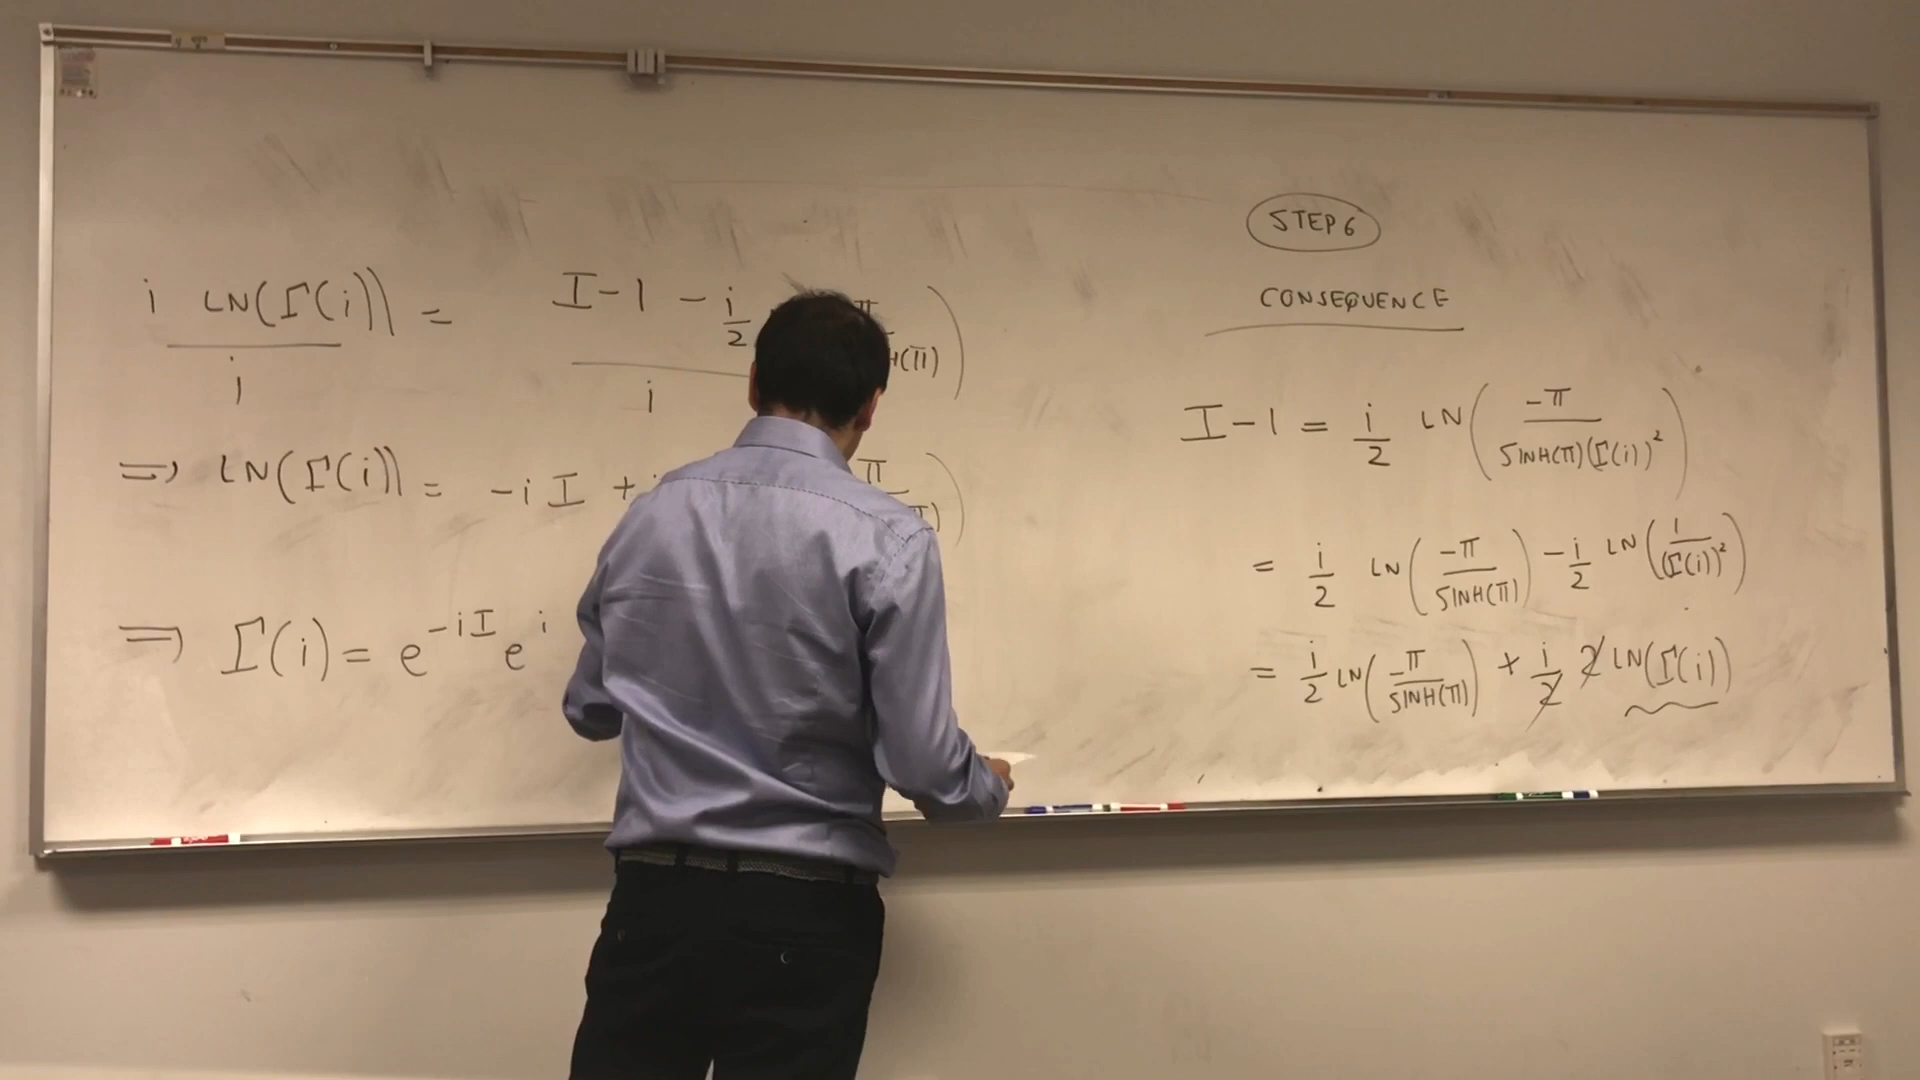 i LN(Γ(i)) / i = I-1 - i/2 π H(π)) / i
⇒ LN(Γ(i)) = -i I + π π)
⇒ Γ(i) = e^{-iI} e^{i
STEP 6
CONSEQUENCE
I-1 = i/2 LN(-π / SINH(π)(Γ(i))²)
= i/2 LN(-π / SINH(π)) - i/2 LN(1 / (Γ(i))²)
= i/2 LN(-π / SINH(π)) + i/2 2 LN(Γ(i))